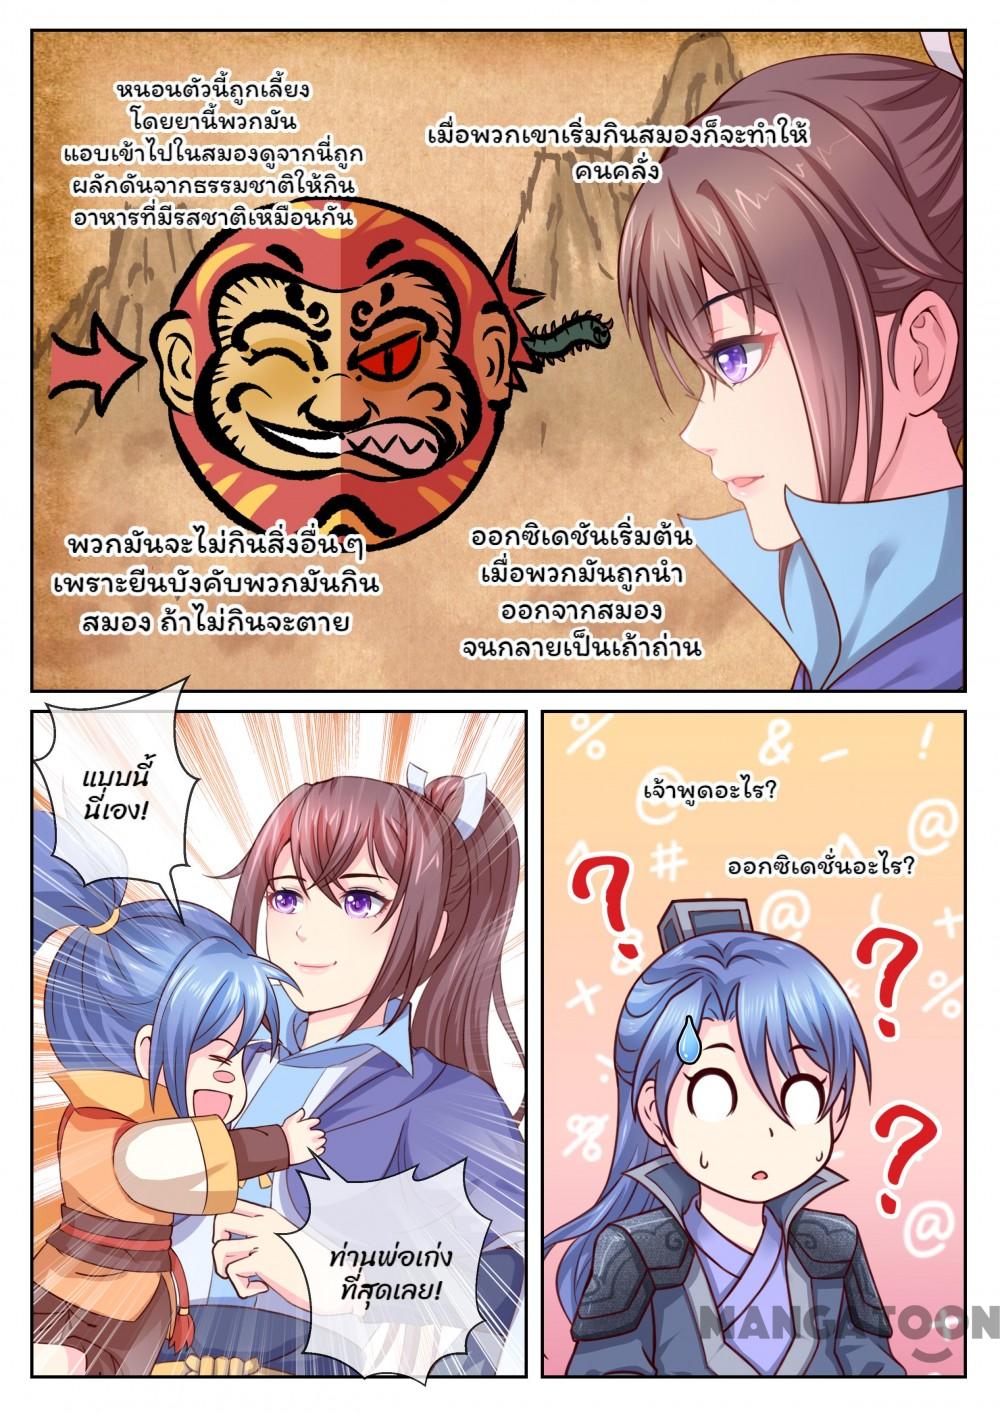 หนอนตัวนี้ถูกเลี้ยง
โดยยานี้พวกมัน
แอบเข้าไปในสมองดูจากนี่ถูก
ผลักดันจากธรรมชาติให้กิน
อาหารที่มีรสชาติเหมือนกัน
เมื่อพวกเขาเริ่มกินสมองก็จะทำให้
คนคลั่ง
พวกมันจะไม่กินสิ่งอื่นๆ
เพราะยีนบังคับพวกมันกิน
สมอง ถ้าไม่กินจะตาย
ออกซิเดชันเริ่มต้น
เมื่อพวกมันถูกนำ
ออกจากสมอง
จนกลายเป็นเถ้าถ่าน
แบบนี้
นี่เอง!
ท่านพ่อเก่ง
ที่สุดเลย!
เจ้าพูดอะไร?
ออกซิเดชั่นอะไร?
? ? ?
MANGATOON